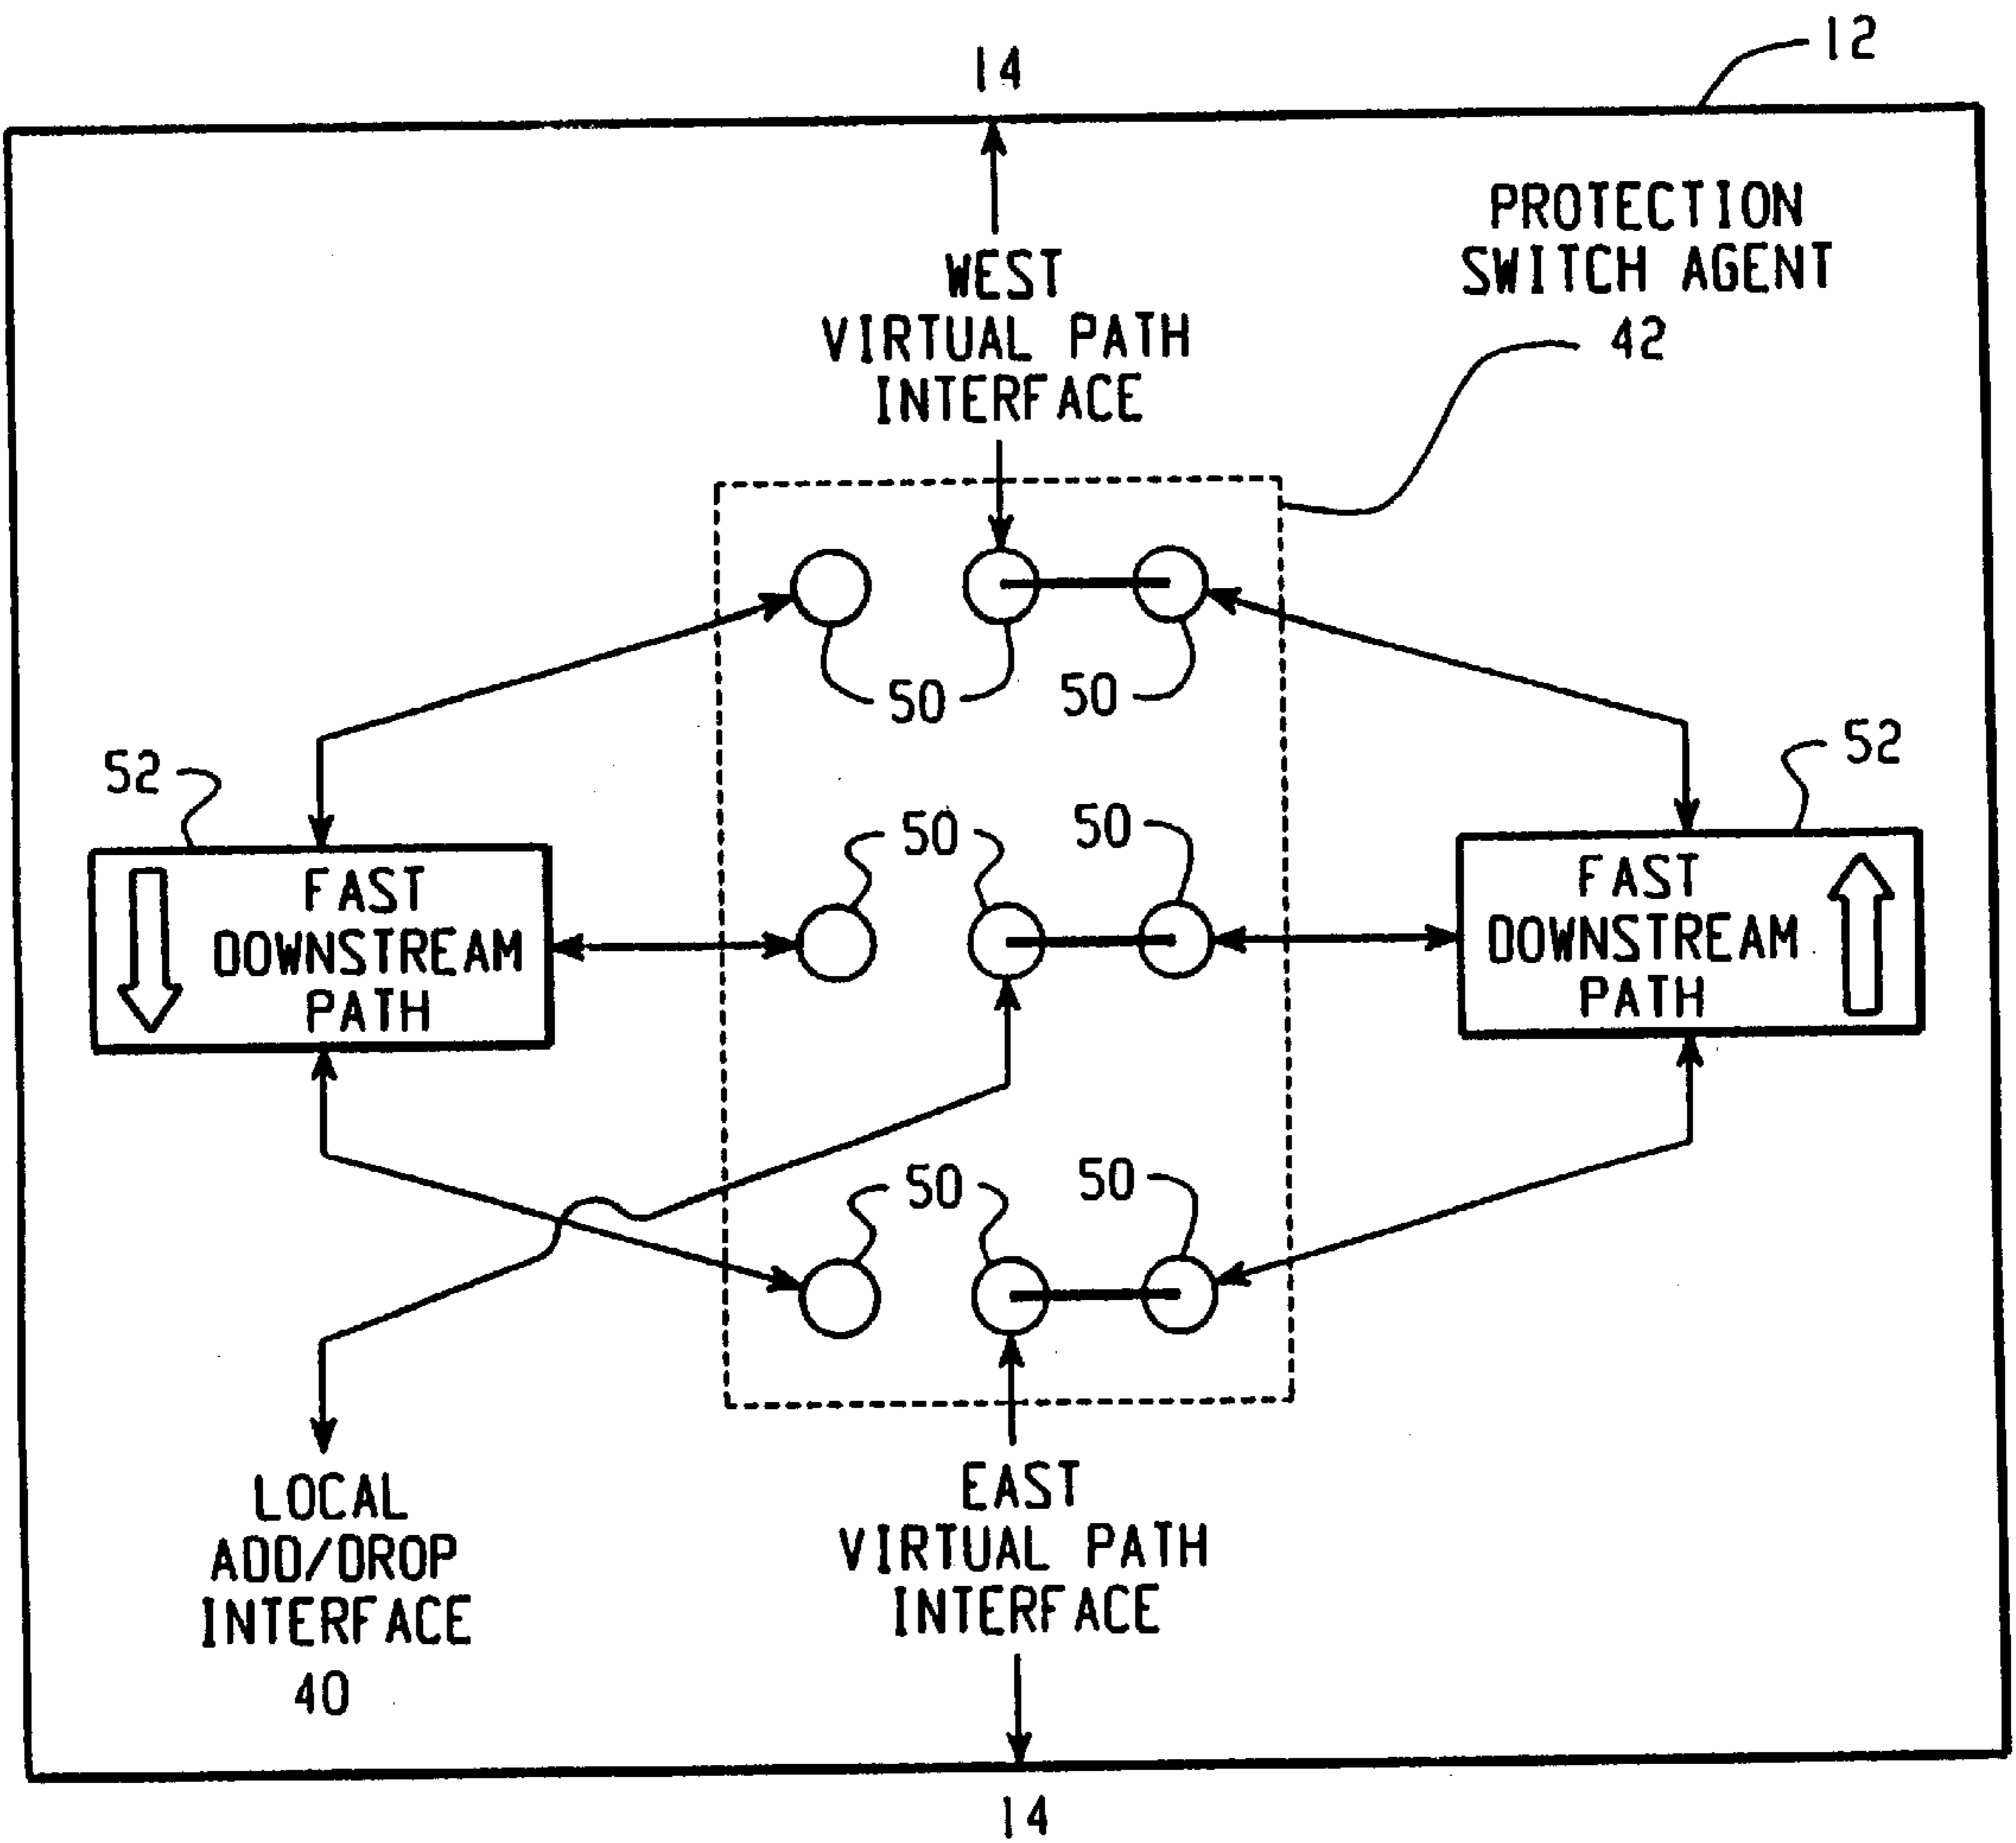 12
14
PROTECTION
SWITCH AGENT
42
WEST
VIRTUAL PATH
INTERFACE
50
50
52
52
50
50
FAST
DOWNSTREAM
PATH
FAST
DOWNSTREAM
PATH
50
50
LOCAL
ADD/DROP
INTERFACE
40
EAST
VIRTUAL PATH
INTERFACE
14